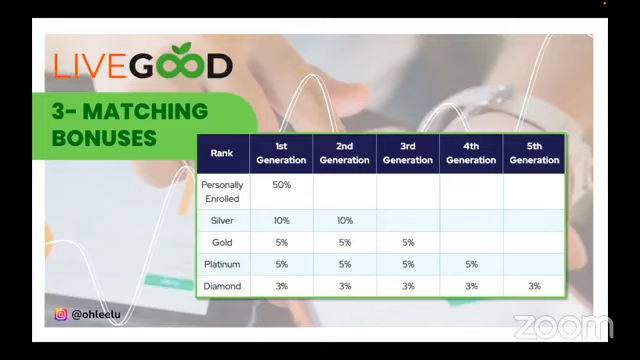 LIVEGOOD
3- MATCHING
BONUSES
Rank 1st Generation 2nd Generation 3rd Generation 4th Generation 5th Generation
Personally Enrolled 50%
Silver 10% 10%
Gold 5% 5% 5%
Platinum 5% 5% 5% 5%
Diamond 3% 3% 3% 3% 3%
@ohleelu
zoom